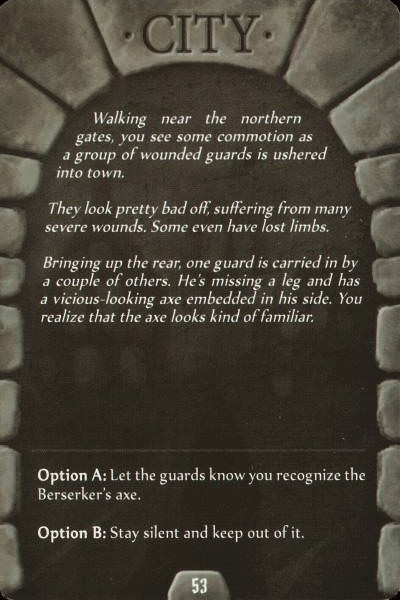 · CITY ·
Walking near the northern
gates, you see some commotion as
a group of wounded guards is ushered
into town.
They look pretty bad off, suffering from many
severe wounds. Some even have lost limbs.
Bringing up the rear, one guard is carried in by
a couple of others. He's missing a leg and has
a vicious-looking axe embedded in his side. You
realize that the axe looks kind of familiar.
Option A: Let the guards know you recognize the
Berserker's axe.
Option B: Stay silent and keep out of it.
53